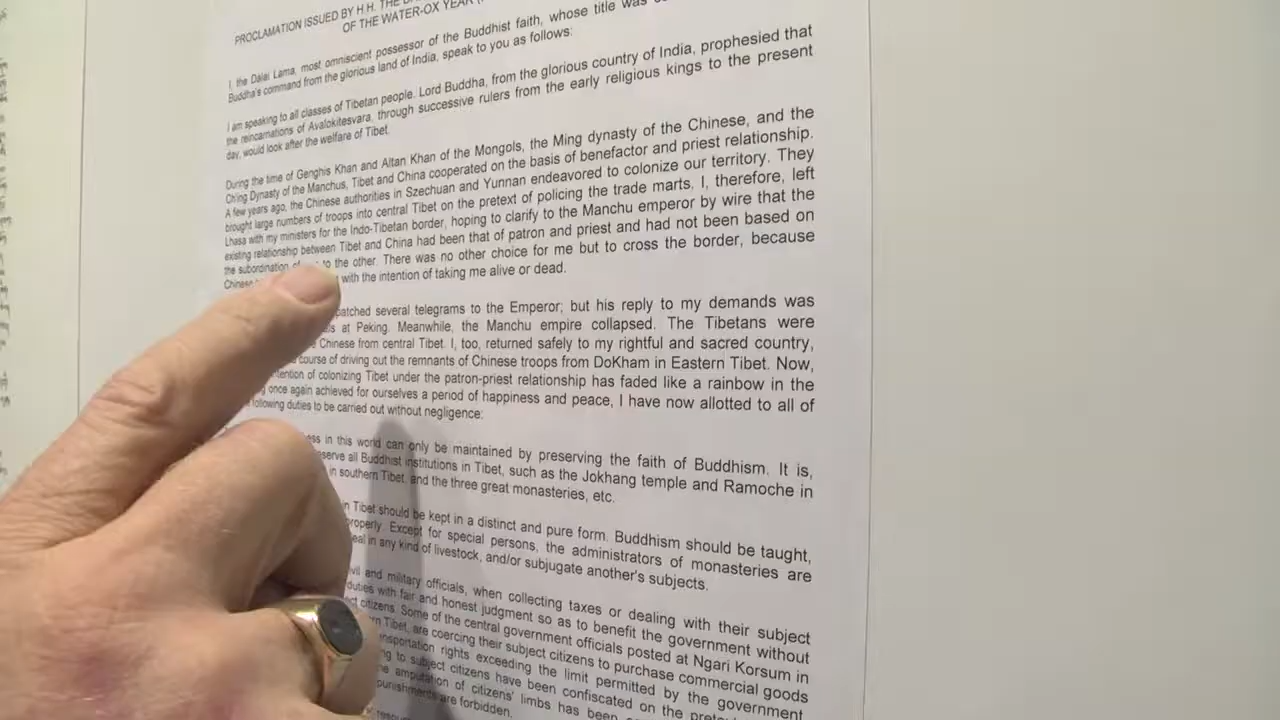 PROCLAMATION ISSUED BY H.H. THE
OF THE WATER-OX YEAR
I, the Dalai Lama, most omniscient possessor of the Buddhist faith, whose title was
Buddha's command from the glorious land of India, speak to you as follows:
I am speaking to all classes of Tibetan people. Lord Buddha, from the glorious country of India, prophesied that
the reincarnations of Avalokitesvara, through successive rulers from the early religious kings to the present
day, would look after the welfare of Tibet.
During the time of Genghis Khan and Altan Khan of the Mongols, the Ming dynasty of the Chinese, and the
Ch'ing Dynasty of the Manchus, Tibet and China cooperated on the basis of benefactor and priest relationship.
A few years ago, the Chinese authorities in Szechuan and Yunnan endeavored to colonize our territory. They
brought large numbers of troops into central Tibet on the pretext of policing the trade marts. I, therefore, left
Lhasa with my ministers for the Indo-Tibetan border, hoping to clarify to the Manchu emperor by wire that the
existing relationship between Tibet and China had been that of patron and priest and had not been based on
the subordination of to the other. There was no other choice for me but to cross the border, because
Chinese with the intention of taking me alive or dead.
patched several telegrams to the Emperor; but his reply to my demands was
at Peking. Meanwhile, the Manchu empire collapsed. The Tibetans were
Chinese from central Tibet. I, too, returned safely to my rightful and sacred country,
course of driving out the remnants of Chinese troops from DoKham in Eastern Tibet. Now,
tention of colonizing Tibet under the patron-priest relationship has faded like a rainbow in the
once again achieved for ourselves a period of happiness and peace, I have now allotted to all of
following duties to be carried out without negligence:
ess in this world can only be maintained by preserving the faith of Buddhism. It is,
serve all Buddhist institutions in Tibet, such as the Jokhang temple and Ramoche in
in southern Tibet, and the three great monasteries, etc.
in Tibet should be kept in a distinct and pure form. Buddhism should be taught,
properly. Except for special persons, the administrators of monasteries are
eal in any kind of livestock, and/or subjugate another's subjects.
vil and military officials, when collecting taxes or dealing with their subject
duties with fair and honest judgment so as to benefit the government without
ct citizens. Some of the central government officials posted at Ngari Korsum in
rn Tibet, are coercing their subject citizens to purchase commercial goods
nsportation rights exceeding the limit permitted by the government
ng to subject citizens have been confiscated on the
he amputation of citizens' limbs has been
punishments are forbidden.